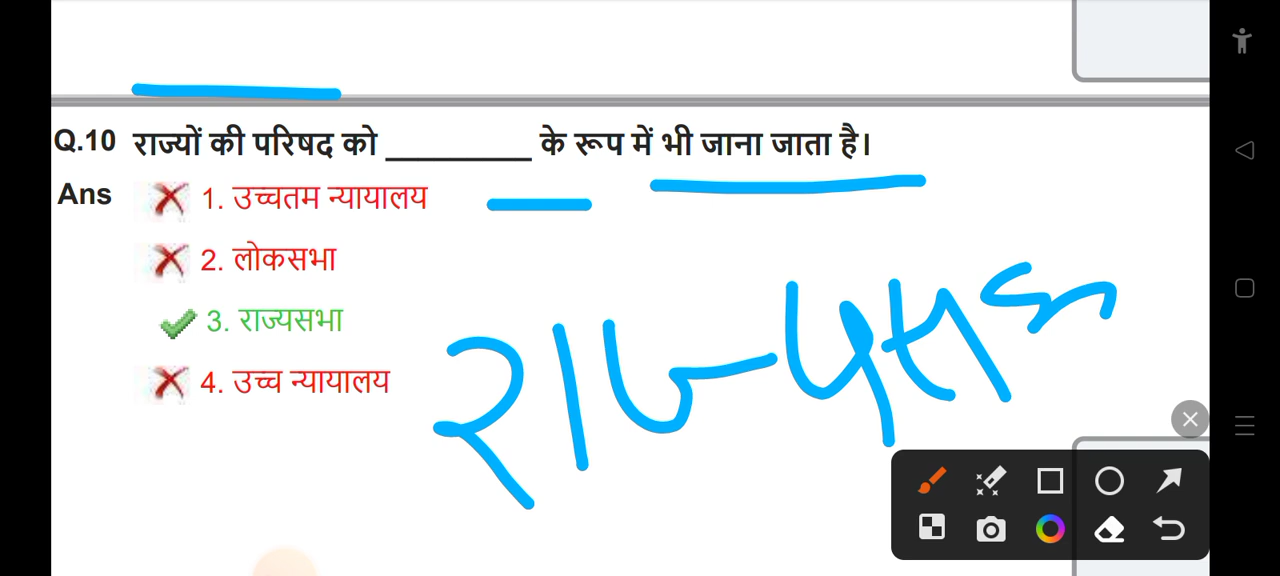 Q.10 राज्यों की परिषद को ________ के रूप में भी जाना जाता है।
Ans 1. उच्चतम न्यायालय
2. लोकसभा
3. राज्यसभा
4. उच्च न्यायालय